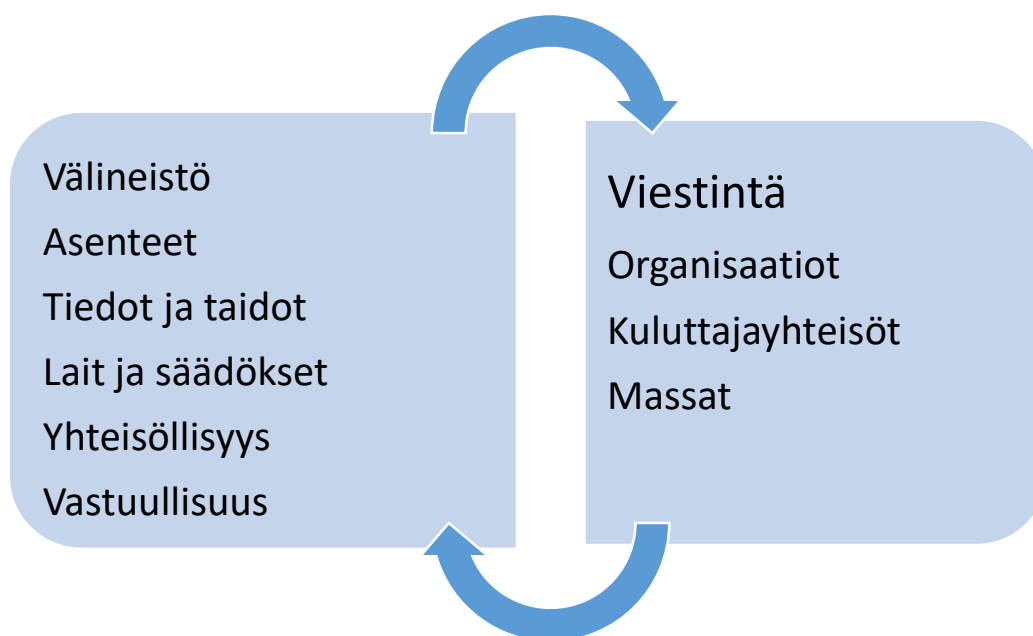 Välineistö
Asenteet
Tiedot ja taidot
Lait ja säädökset
Yhteisöllisyys
Vastuullisuus
Viestintä
Organisaatiot
Kuluttajayhteisöt
Massat